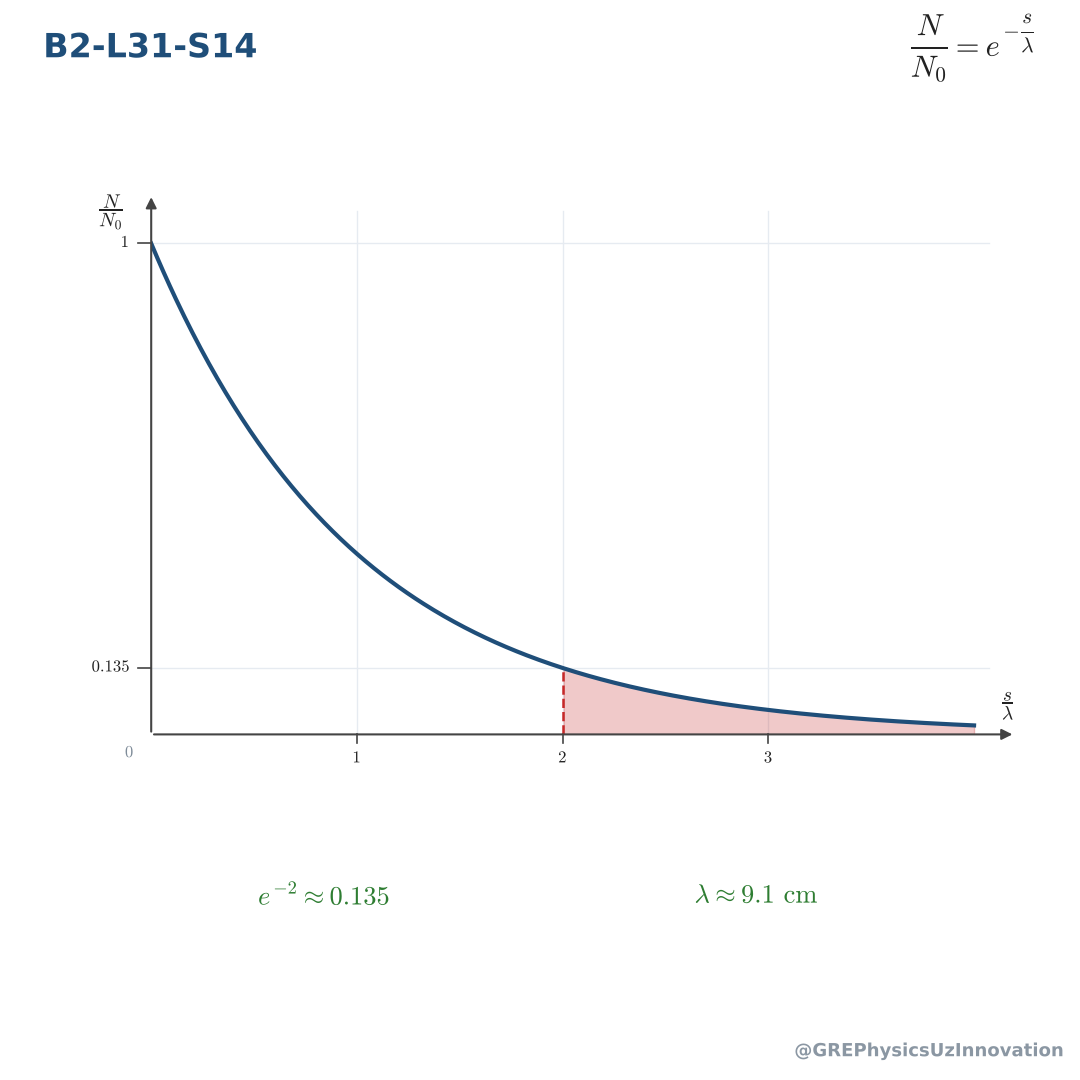 B2-L31-S14
N/N₀ = e^(−s/λ)
N/N₀
1
0.135
0
1 2 3
s/λ
e⁻² ≈ 0.135
λ ≈ 9.1 cm
@GREPhysicsUzInnovation